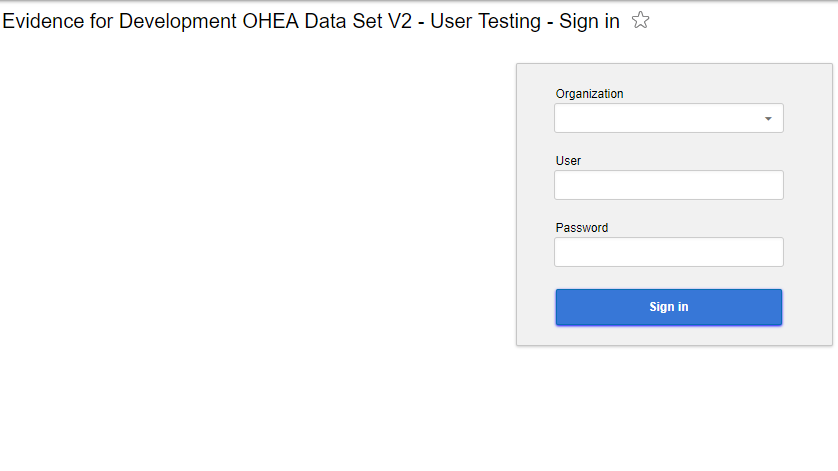 Evidence for Development OHEA Data Set V2 - User Testing - Sign in
Organization
User
Password
Sign in